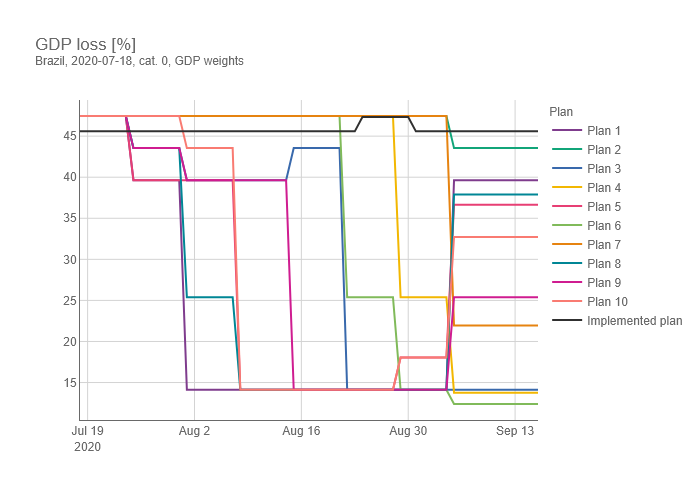 GDP loss [%]
Brazil, 2020-07-18, cat. 0, GDP weights
Plan
Plan 1
Plan 2
Plan 3
Plan 4
Plan 5
Plan 6
Plan 7
Plan 8
Plan 9
Plan 10
Implemented plan
45
40
35
30
25
20
15
Jul 19 Aug 2 Aug 16 Aug 30 Sep 13
2020